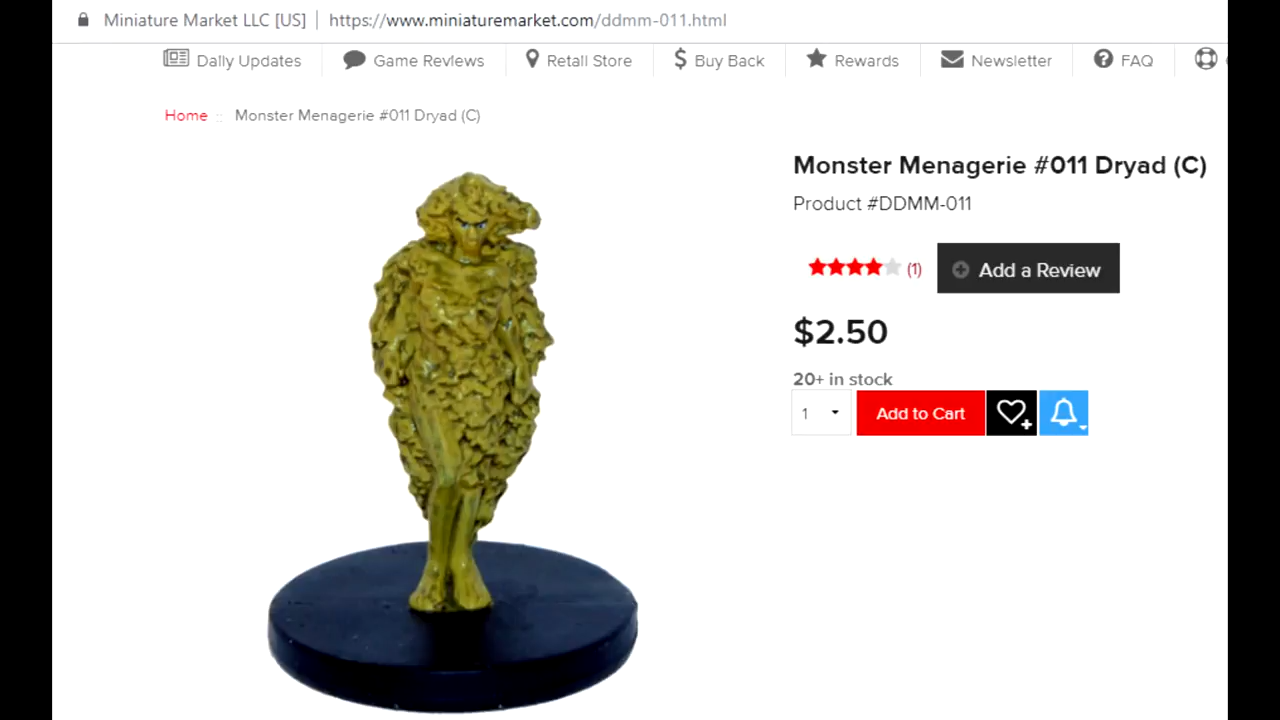 Miniature Market LLC [US] | https://www.miniaturemarket.com/ddmm-011.html
Daily Updates Game Reviews Retail Store $ Buy Back Rewards Newsletter FAQ
Home :: Monster Menagerie #011 Dryad (C)
Monster Menagerie #011 Dryad (C)
Product #DDMM-011
(1) Add a Review
$2.50
20+ in stock
1 Add to Cart